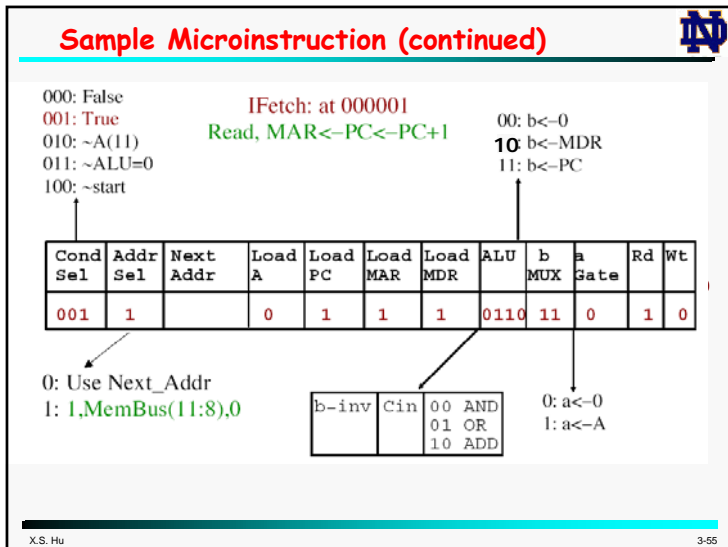 Sample Microinstruction (continued)
ND
000: False
001: True
010: ~A(11)
011: ~ALU=0
100: ~start
IFetch: at 000001
Read, MAR<–PC<–PC+1
00: b<–0
10: b<–MDR
11: b<–PC
Cond Sel Addr Sel Next Addr Load A Load PC Load MAR Load MDR ALU b MUX a Gate Rd Wt
001 1 0 1 1 1 0110 11 0 1 0
0: Use Next_Addr
1: 1,MemBus(11:8),0
b-inv Cin 00 AND
01 OR
10 ADD
0: a<–0
1: a<–A
X.S. Hu
3-55